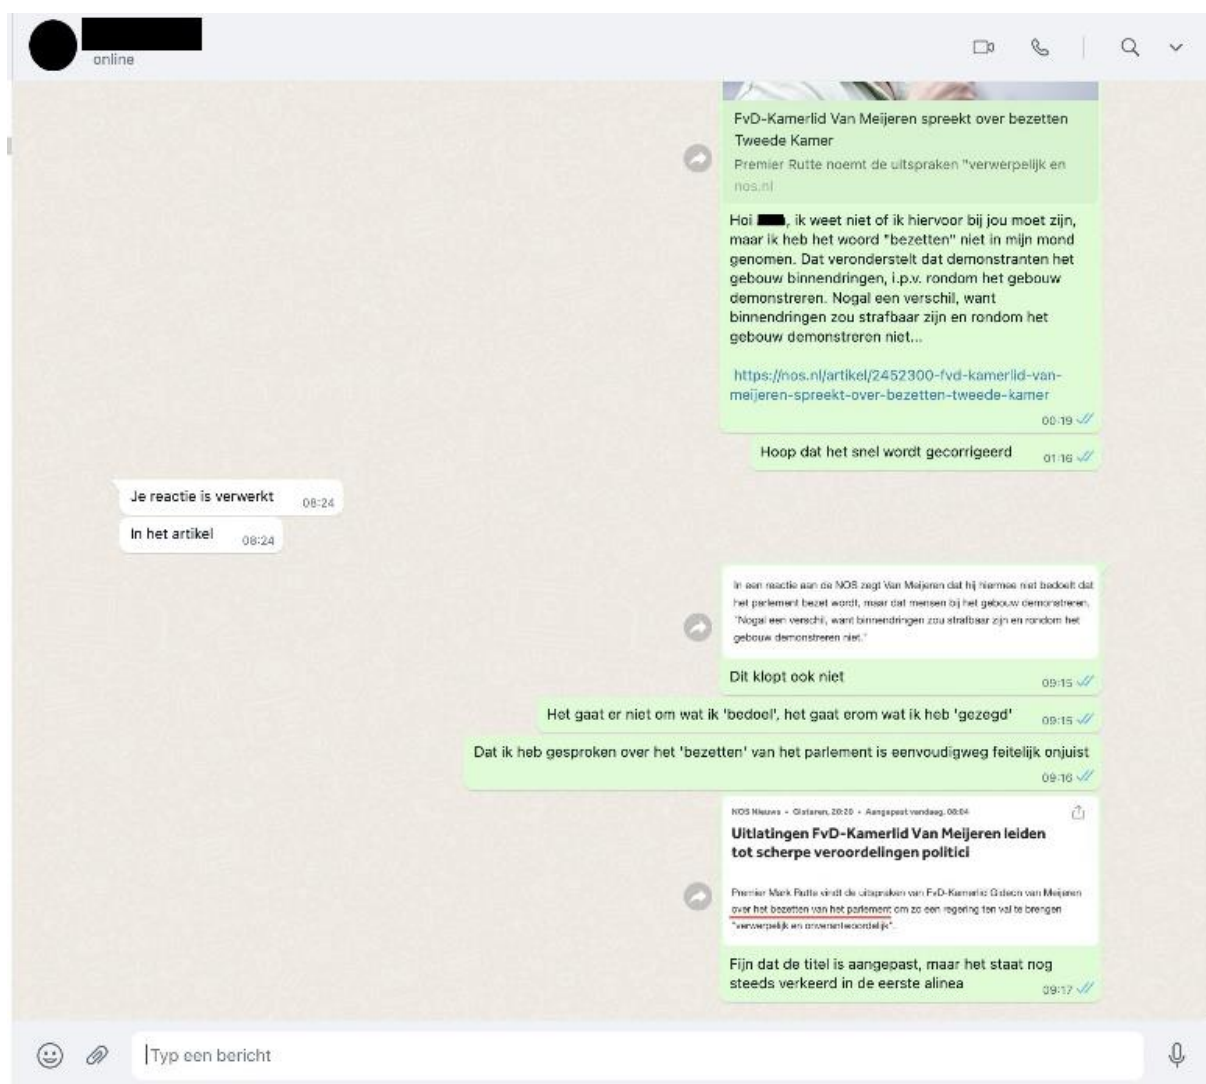 online
FvD-Kamerlid Van Meijeren spreekt over bezetten
Tweede Kamer
Premier Rutte noemt de uitspraken "verwerpelijk en
nos.nl
Hoi , ik weet niet of ik hiervoor bij jou moet zijn,
maar ik heb het woord "bezetten" niet in mijn mond
genomen. Dat veronderstelt dat demonstranten het
gebouw binnendringen, i.p.v. rondom het gebouw
demonstreren. Nogal een verschil, want
binnendringen zou strafbaar zijn en rondom het
gebouw demonstreren niet...
https://nos.nl/artikel/2452300-fvd-kamerlid-van-
meijeren-spreekt-over-bezetten-tweede-kamer
00:19
Hoop dat het snel wordt gecorrigeerd 01:16
Je reactie is verwerkt 08:24
In het artikel 08:24
In een reactie aan de NOS zegt Van Meijeren dat hij hiermee niet bedoelt dat
het parlement bezet wordt, maar dat mensen bij het gebouw demonstreren.
"Nogal een verschil, want binnendringen zou strafbaar zijn en rondom het
gebouw demonstreren niet."
Dit klopt ook niet 09:15
Het gaat er niet om wat ik 'bedoel', het gaat erom wat ik heb 'gezegd' 09:15
Dat ik heb gesproken over het 'bezetten' van het parlement is eenvoudigweg feitelijk onjuist
09:16
NOS Nieuws • Gisteren, 20:20 • Aangepast vandaag, 08:04
Uitlatingen FvD-Kamerlid Van Meijeren leiden
tot scherpe veroordelingen politici
Premier Mark Rutte vindt de uitspraken van FvD-Kamerlid Gideon van Meijeren
over het bezetten van het parlement om zo een regering ten val te brengen
"verwerpelijk en onverantwoordelijk".
Fijn dat de titel is aangepast, maar het staat nog
steeds verkeerd in de eerste alinea 09:17
Typ een bericht